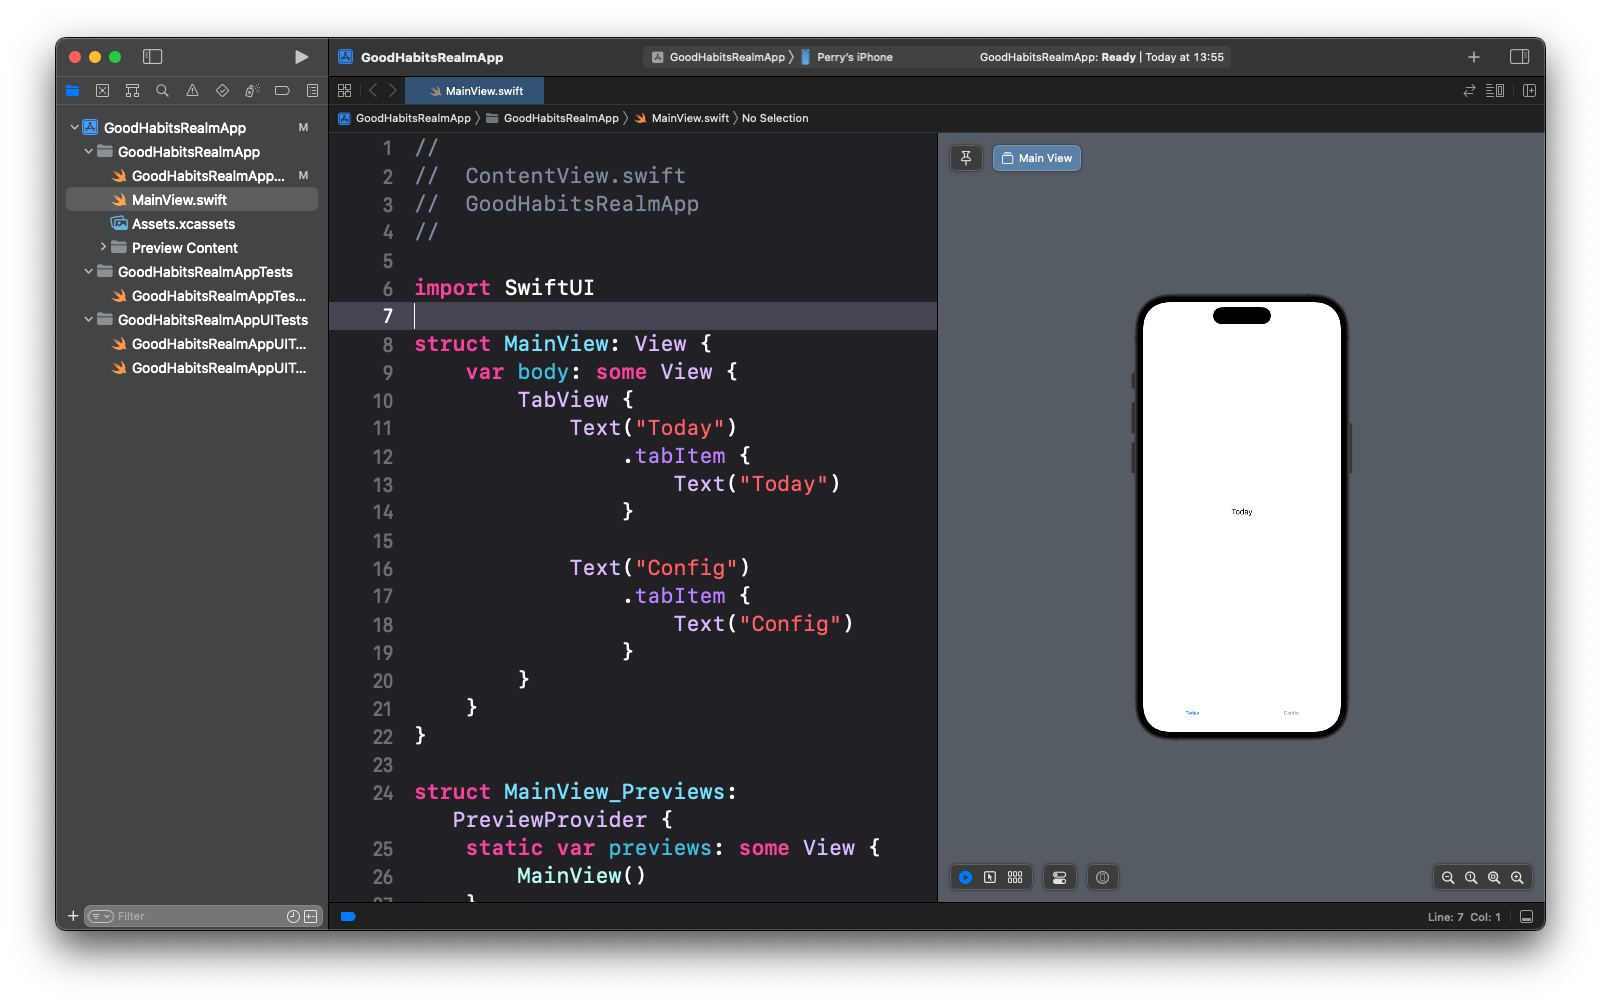 GoodHabitsRealmApp
GoodHabitsRealmApp 〉 Perry's iPhone
GoodHabitsRealmApp: Ready | Today at 13:55
MainView.swift
GoodHabitsRealmApp 〉 GoodHabitsRealmApp 〉 MainView.swift 〉 No Selection
GoodHabitsRealmApp M
GoodHabitsRealmApp
GoodHabitsRealmApp... M
MainView.swift
Assets.xcassets
Preview Content
GoodHabitsRealmAppTests
GoodHabitsRealmAppTes...
GoodHabitsRealmAppUITests
GoodHabitsRealmAppUIT...
GoodHabitsRealmAppUIT...
Filter
1 //
2 //  ContentView.swift
3 //  GoodHabitsRealmApp
4 //
5
6 import SwiftUI
7
8 struct MainView: View {
9     var body: some View {
10         TabView {
11             Text("Today")
12                 .tabItem {
13                     Text("Today")
14                 }
15
16             Text("Config")
17                 .tabItem {
18                     Text("Config")
19                 }
20         }
21     }
22 }
23
24 struct MainView_Previews:
PreviewProvider {
25     static var previews: some View {
26         MainView()
27     }
Main View
Today
Today
Config
Line: 7 Col: 1